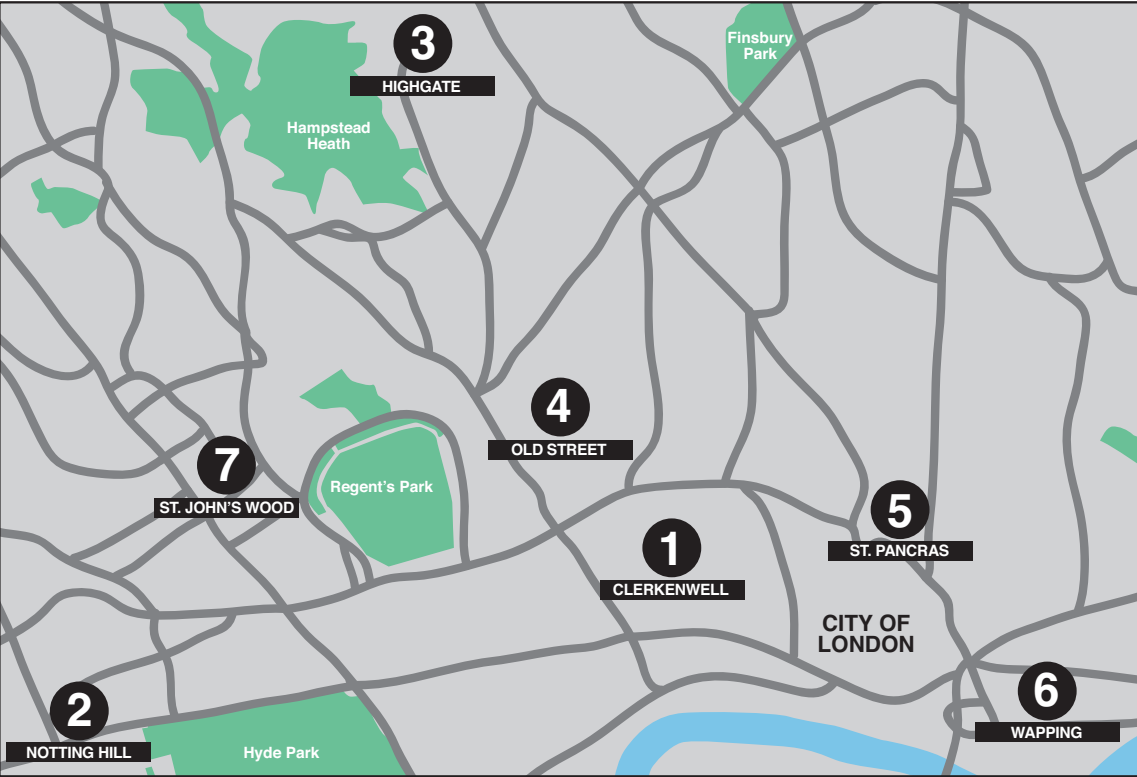 3
HIGHGATE
Finsbury
Park
Hampstead
Heath
4
OLD STREET
7
ST. JOHN'S WOOD
Regent's Park
5
ST. PANCRAS
1
CLERKENWELL
CITY OF
LONDON
2
NOTTING HILL
Hyde Park
6
WAPPING